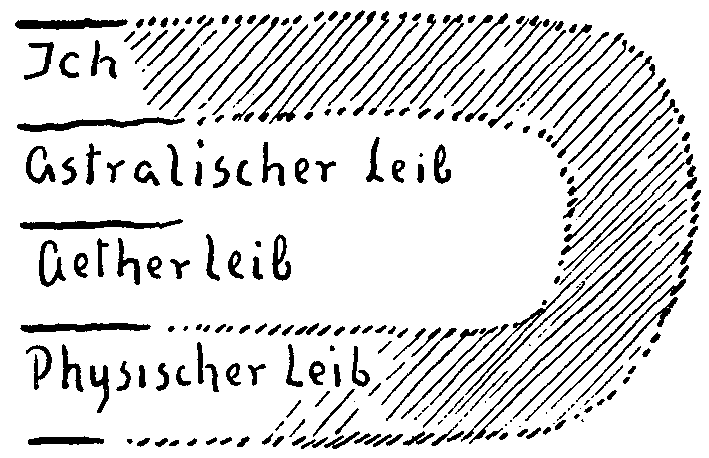 Ich
astralischer Leib
Aetherleib
Physischer Leib